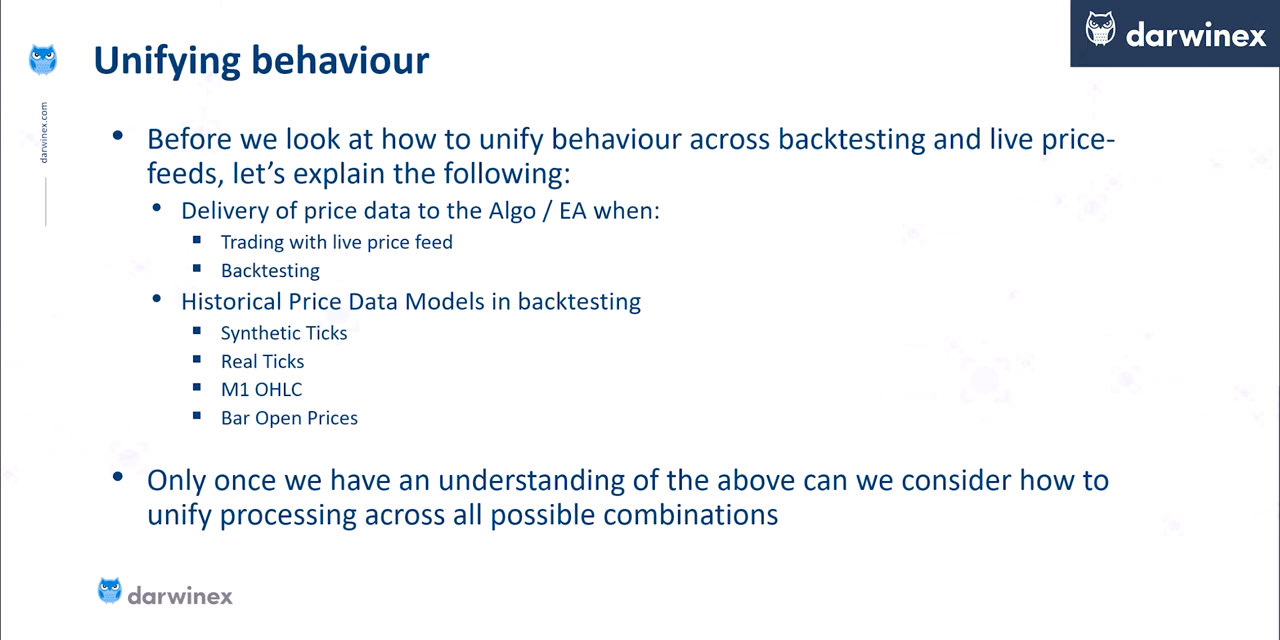 darwinex
Unifying behaviour
darwinex.com
• Before we look at how to unify behaviour across backtesting and live price-
feeds, let’s explain the following:
• Delivery of price data to the Algo / EA when:
▪ Trading with live price feed
▪ Backtesting
• Historical Price Data Models in backtesting
▪ Synthetic Ticks
▪ Real Ticks
▪ M1 OHLC
▪ Bar Open Prices
• Only once we have an understanding of the above can we consider how to
unify processing across all possible combinations
darwinex